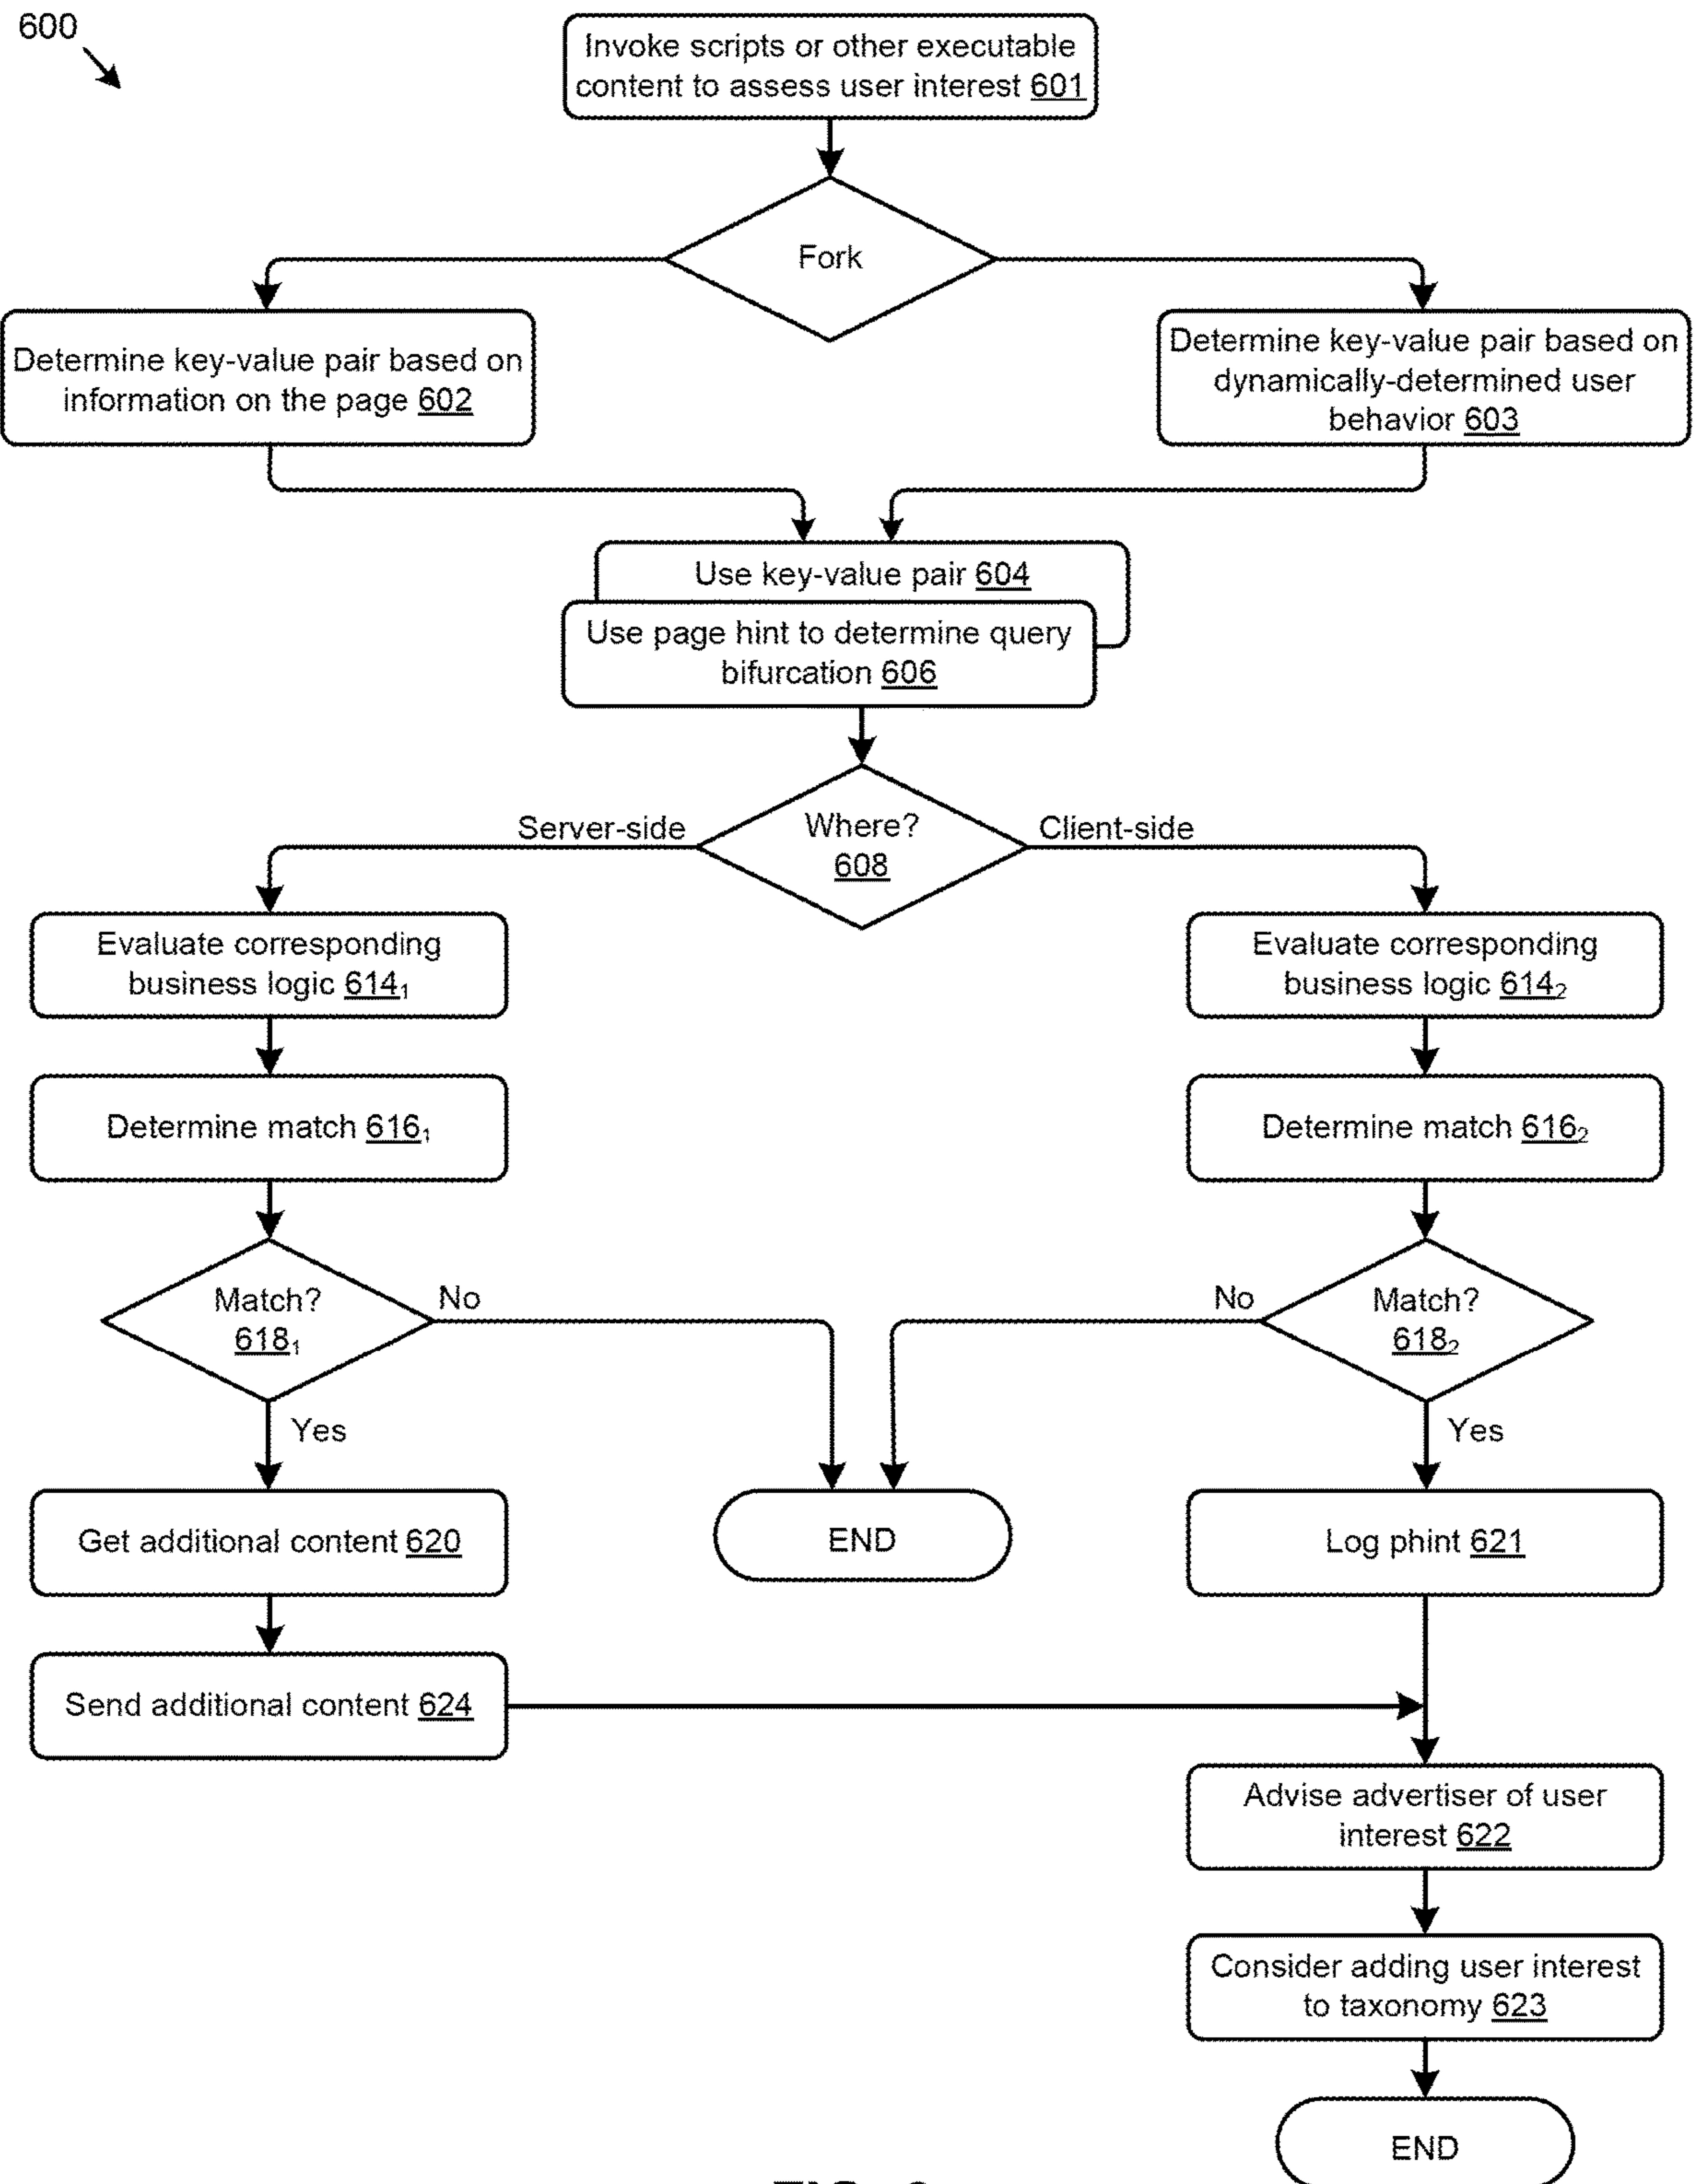 600
Invoke scripts or other executable
content to assess user interest 601
Fork
Determine key-value pair based on
information on the page 602
Determine key-value pair based on
dynamically-determined user
behavior 603
Use key-value pair 604
Use page hint to determine query
bifurcation 606
Server-side
Where?
608
Client-side
Evaluate corresponding
business logic 614₁
Evaluate corresponding
business logic 614₂
Determine match 616₁
Determine match 616₂
Match?
618₁
No
No
Match?
618₂
Yes
Yes
Get additional content 620
END
Log phint 621
Send additional content 624
Advise advertiser of user
interest 622
Consider adding user interest
to taxonomy 623
END